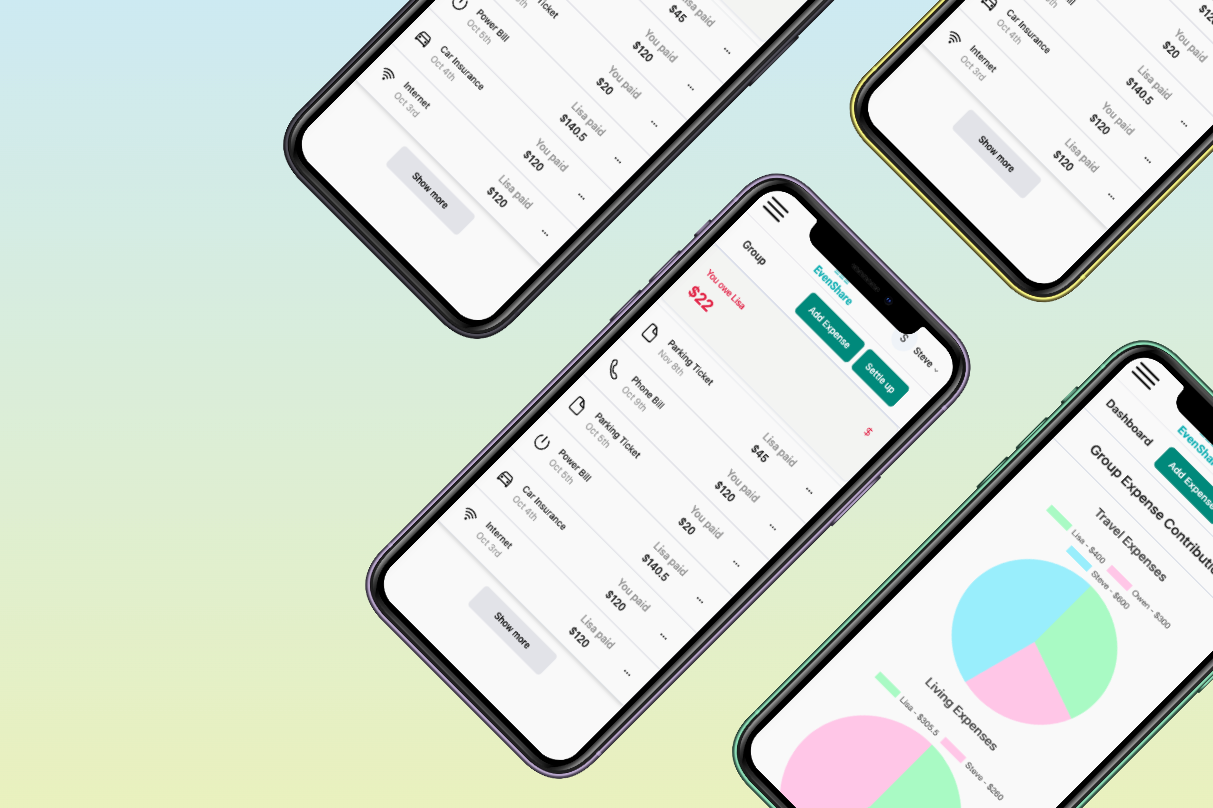 Ticket
paid
$45
Power Bill
Oct 5th
You paid
$120
Car Insurance
Oct 4th
You paid
$20
Internet
Oct 3rd
Lisa paid
$140.5
You paid
$120
Lisa paid
$120
Show more
Car Insurance
Oct 4th
You paid
$20
Internet
Oct 3rd
Lisa paid
$140.5
You paid
$120
Lisa paid
$120
Show more
EvenShare
S
Steve
Group
Add Expense
Settle up
You owe Lisa
$22
$
Parking Ticket
Nov 8th
Lisa paid
$45
Phone Bill
Oct 9th
You paid
$120
Parking Ticket
Oct 5th
You paid
$20
Power Bill
Oct 5th
Lisa paid
$140.5
Car Insurance
Oct 4th
You paid
$120
Internet
Oct 3rd
Lisa paid
$120
Show more
EvenShare
Dashboard
Add Expense
Group Expense Contributi
Travel Expenses
Lisa - $400
Owen - $300
Steve - $600
Living Expenses
Lisa - $305.5
Steve - $260